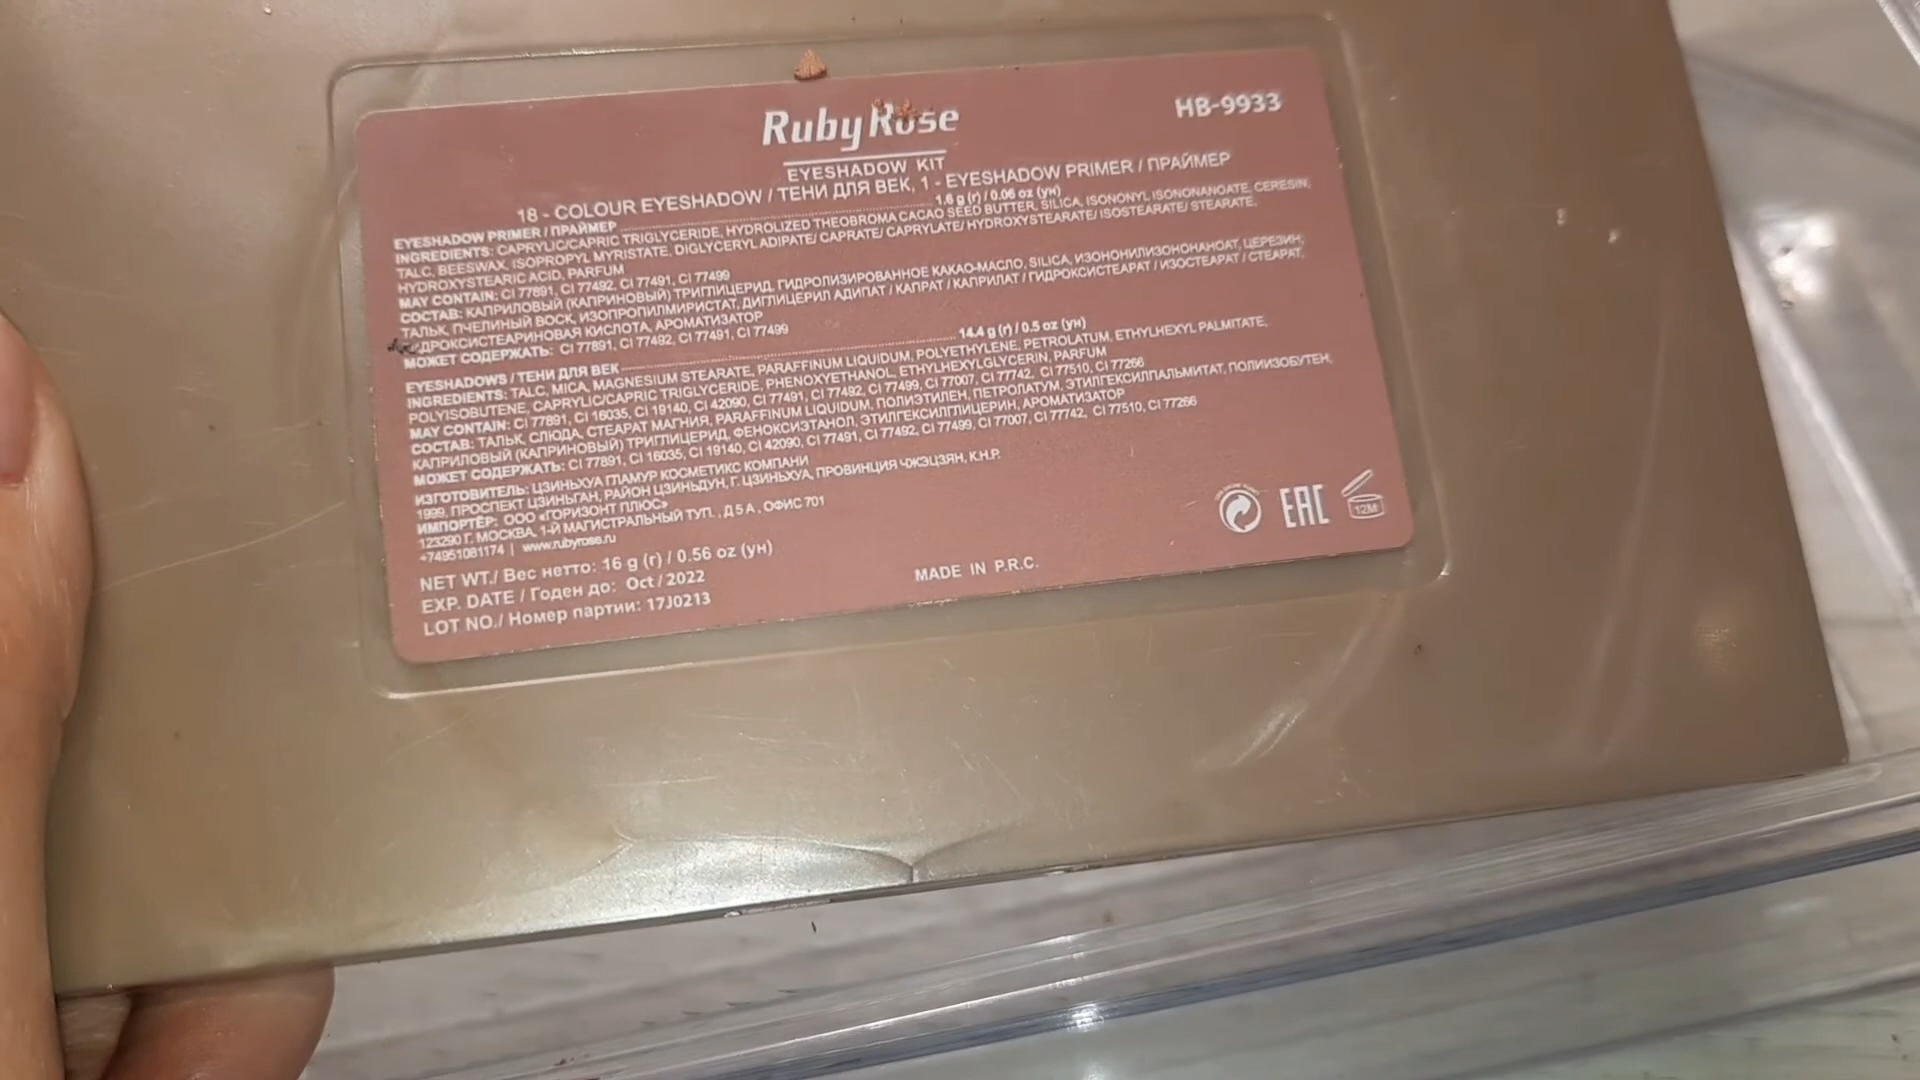 Ruby Rose
HB-9933
EYESHADOW KIT
18 - COLOUR EYESHADOW / ТЕНИ ДЛЯ ВЕК, 1 - EYESHADOW PRIMER / ПРАЙМЕР
EYESHADOW PRIMER / ПРАЙМЕР 1.6 g (г) / 0.06 oz (ун)
INGREDIENTS: CAPRYLIC/CAPRIC TRIGLYCERIDE, HYDROLIZED THEOBROMA CACAO SEED BUTTER, SILICA, ISONONYL ISONONANOATE, CERESIN,
TALC, BEESWAX, ISOPROPYL MYRISTATE, DIGLYCERYL ADIPATE/ CAPRATE/ CAPRYLATE/ HYDROXYSTEARATE/ ISOSTEARATE/ STEARATE,
HYDROXYSTEARIC ACID, PARFUM
MAY CONTAIN: CI 77891, CI 77492, CI 77491, CI 77499
СОСТАВ: КАПРИЛОВЫЙ (КАПРИНОВЫЙ) ТРИГЛИЦЕРИД, ГИДРОЛИЗИРОВАННОЕ КАКАО-МАСЛО, SILICA, ИЗОНОНИЛИЗОНОНАНОАТ, ЦЕРЕЗИН,
ТАЛЬК, ПЧЕЛИНЫЙ ВОСК, ИЗОПРОПИЛМИРИСТАТ, ДИГЛИЦЕРИЛ АДИПАТ / КАПРАТ / КАПРИЛАТ / ГИДРОКСИСТЕАРАТ / ИЗОСТЕАРАТ / СТЕАРАТ,
ГИДРОКСИСТЕАРИНОВАЯ КИСЛОТА, АРОМАТИЗАТОР
МОЖЕТ СОДЕРЖАТЬ: CI 77891, CI 77492, CI 77491, CI 77499
EYESHADOWS / ТЕНИ ДЛЯ ВЕК 14.4 g (г) / 0.5 oz (ун)
INGREDIENTS: TALC, MICA, MAGNESIUM STEARATE, PARAFFINUM LIQUIDUM, POLYETHYLENE, PETROLATUM, ETHYLHEXYL PALMITATE,
POLYISOBUTENE, CAPRYLIC/CAPRIC TRIGLYCERIDE, PHENOXYETHANOL, ETHYLHEXYLGLYCERIN, PARFUM
MAY CONTAIN: CI 77891, CI 16035, CI 19140, CI 42090, CI 77491, CI 77492, CI 77499, CI 77007, CI 77742, CI 77510, CI 77266
СОСТАВ: ТАЛЬК, СЛЮДА, СТЕАРАТ МАГНИЯ, PARAFFINUM LIQUIDUM, ПОЛИЭТИЛЕН, ПЕТРОЛАТУМ, ЭТИЛГЕКСИЛПАЛЬМИТАТ, ПОЛИИЗОБУТЕН,
КАПРИЛОВЫЙ (КАПРИНОВЫЙ) ТРИГЛИЦЕРИД, ФЕНОКСИЭТАНОЛ, ЭТИЛГЕКСИЛГЛИЦЕРИН, АРОМАТИЗАТОР
МОЖЕТ СОДЕРЖАТЬ: CI 77891, CI 16035, CI 19140, CI 42090, CI 77491, CI 77492, CI 77499, CI 77007, CI 77742, CI 77510, CI 77266
ИЗГОТОВИТЕЛЬ: ЦЗИНЬХУА ГЛАМУР КОСМЕТИКС КОМПАНИ
1999, ПРОСПЕКТ ЦЗИНЬГАН, РАЙОН ЦЗИНЬДУН, Г. ЦЗИНЬХУА, ПРОВИНЦИЯ ЧЖЭЦЗЯН, К.Н.Р.
ИМПОРТЁР: ООО «ГОРИЗОНТ ПЛЮС»
123290 Г. МОСКВА, 1-Й МАГИСТРАЛЬНЫЙ ТУП., Д 5 А, ОФИС 701
+74951081174 | www.rubyrose.ru
NET WT./ Вес нетто: 16 g (г) / 0.56 oz (ун)
EXP. DATE / Годен до: Oct / 2022
LOT NO./ Номер партии: 17J0213
MADE IN P.R.C.
EAC
12M